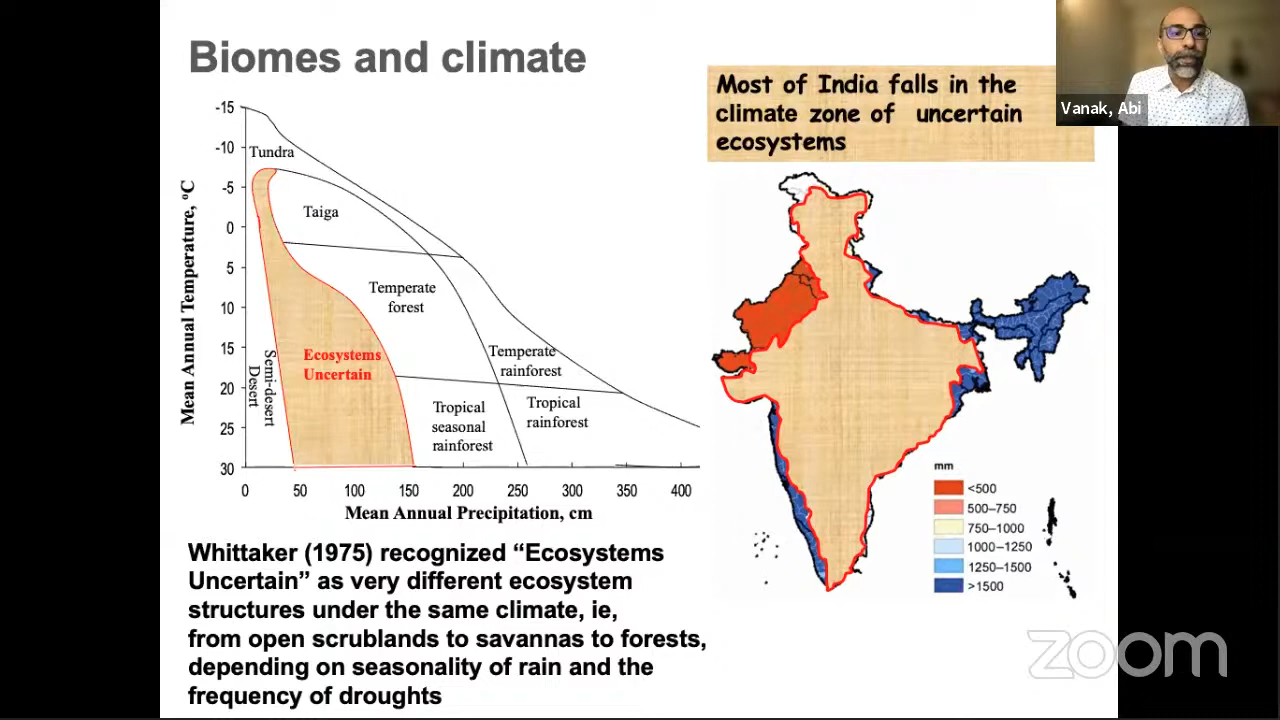 Biomes and climate
Most of India falls in the
climate zone of uncertain
ecosystems
Vanak, Abi
Mean Annual Temperature, °C
-15
-10
-5
0
5
10
15
20
25
30
Tundra
Taiga
Temperate
forest
Ecosystems
Uncertain
Semi-desert
Desert
Temperate
rainforest
Tropical
seasonal
rainforest
Tropical
rainforest
0 50 100 150 200 250 300 350 400
Mean Annual Precipitation, cm
mm
<500
500–750
750–1000
1000–1250
1250–1500
>1500
Whittaker (1975) recognized “Ecosystems
Uncertain” as very different ecosystem
structures under the same climate, ie,
from open scrublands to savannas to forests,
depending on seasonality of rain and the
frequency of droughts
zoom